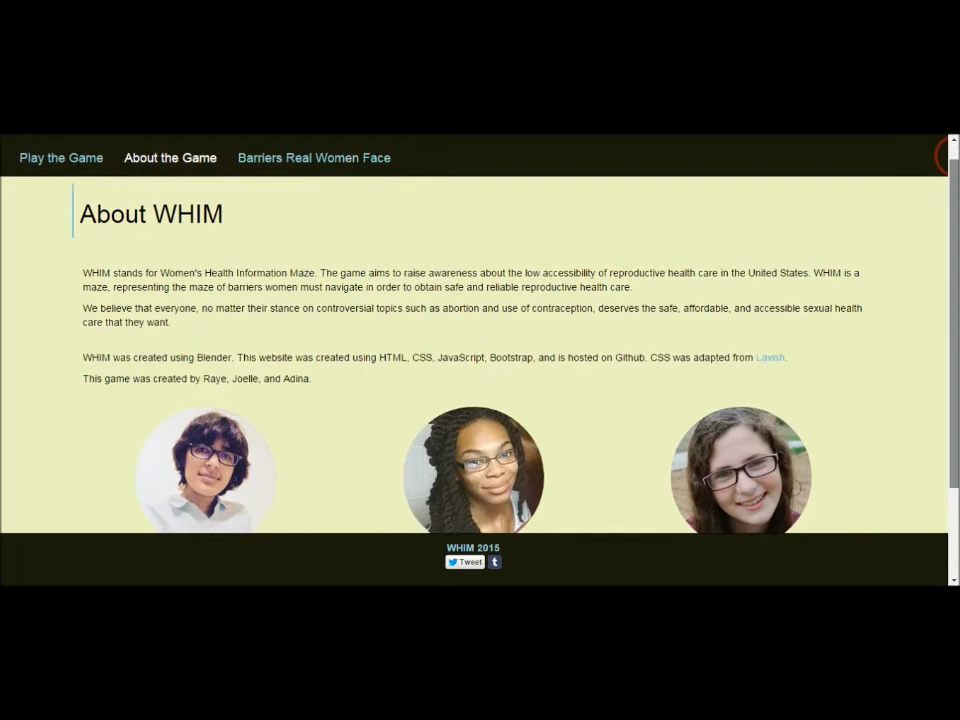 Play the Game About the Game Barriers Real Women Face
About WHIM
WHIM stands for Women's Health Information Maze. The game aims to raise awareness about the low accessibility of reproductive health care in the United States. WHIM is a
maze, representing the maze of barriers women must navigate in order to obtain safe and reliable reproductive health care.
We believe that everyone, no matter their stance on controversial topics such as abortion and use of contraception, deserves the safe, affordable, and accessible sexual health
care that they want.
WHIM was created using Blender. This website was created using HTML, CSS, JavaScript, Bootstrap, and is hosted on Github. CSS was adapted from Lavish.
This game was created by Raye, Joelle, and Adina.
WHIM 2015
Tweet t